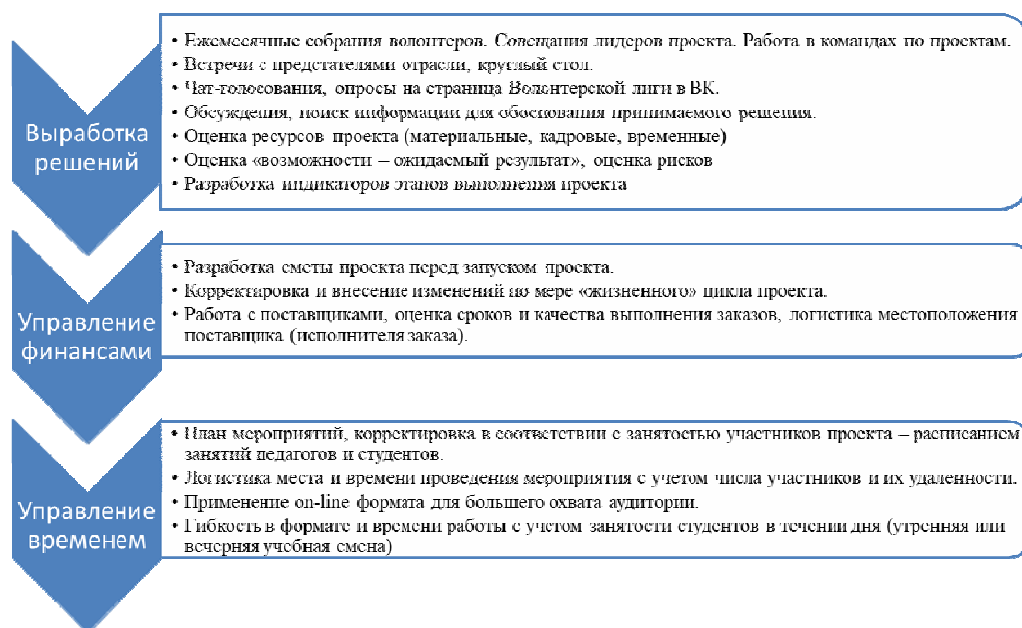 Выработка
решений
• Ежемесячные собрания волонтеров. Совещания лидеров проекта. Работа в командах по проектам.
• Встречи с предстателями отрасли, круглый стол.
• Чат-голосования, опросы на страница Волонтерской лиги в ВК.
• Обсуждения, поиск информации для обоснования принимаемого решения.
• Оценка ресурсов проекта (материальные, кадровые, временные)
• Оценка «возможности – ожидаемый результат», оценка рисков
• Разработка индикаторов этапов выполнения проекта
Управление
финансами
• Разработка сметы проекта перед запуском проекта.
• Корректировка и внесение изменений по мере «жизненного» цикла проекта.
• Работа с поставщиками, оценка сроков и качества выполнения заказов, логистика местоположения
поставщика (исполнителя заказа).
Управление
временем
• План мероприятий, корректировка в соответствии с занятостью участников проекта – расписанием
занятий педагогов и студентов.
• Логистика места и времени проведения мероприятия с учетом числа участников и их удаленности.
• Применение on-line формата для большего охвата аудитории.
• Гибкость в формате и времени работы с учетом занятости студентов в течении дня (утренняя или
вечерняя учебная смена)